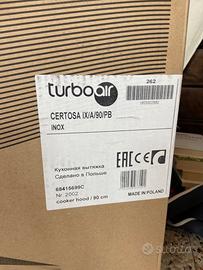 turboair
262
CERTOSA IX/A/90/PB
INOX
EAC CE
Кухонная вытяжка
Сделано в Польше
68415699C
Nr. 2002
cooker hood / 90 cm
MADE IN POLAND
subito